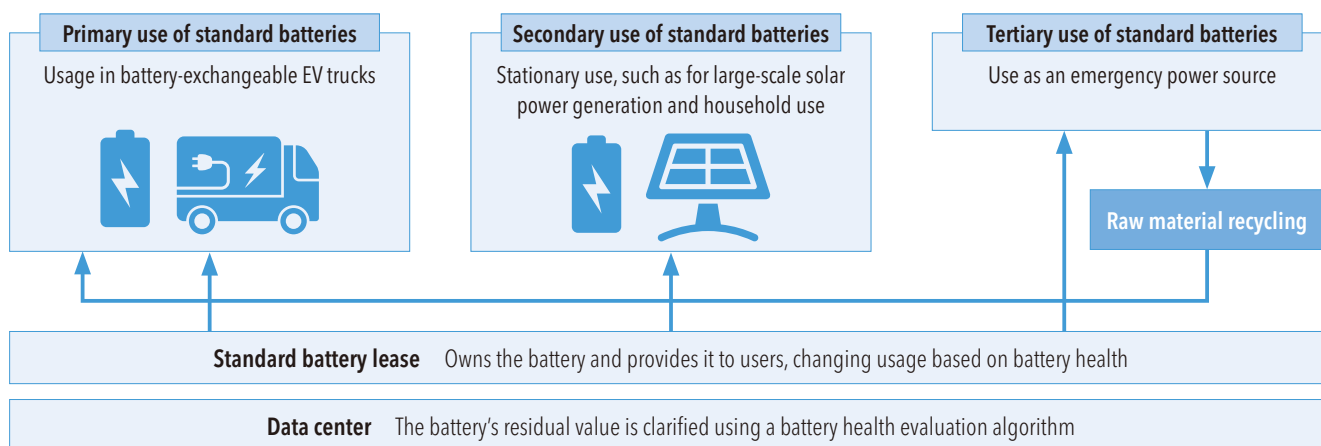 Primary use of standard batteries
Usage in battery-exchangeable EV trucks
Secondary use of standard batteries
Stationary use, such as for large-scale solar
power generation and household use
Tertiary use of standard batteries
Use as an emergency power source
Raw material recycling
Standard battery lease Owns the battery and provides it to users, changing usage based on battery health
Data center The battery’s residual value is clarified using a battery health evaluation algorithm